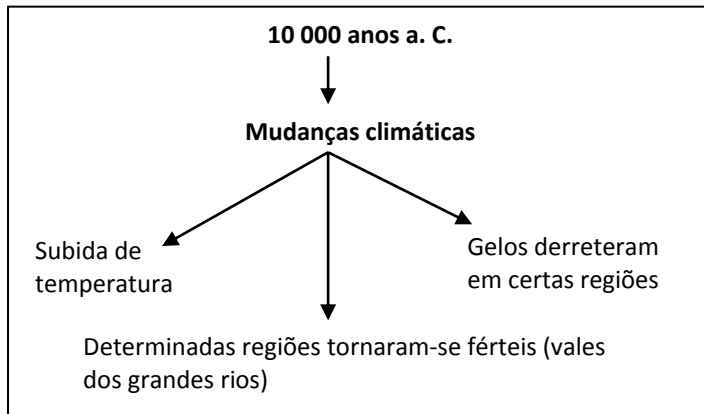 10 000 anos a. C.
Mudanças climáticas
Subida de
temperatura
Gelos derreteram
em certas regiões
Determinadas regiões tornaram-se férteis (vales
dos grandes rios)